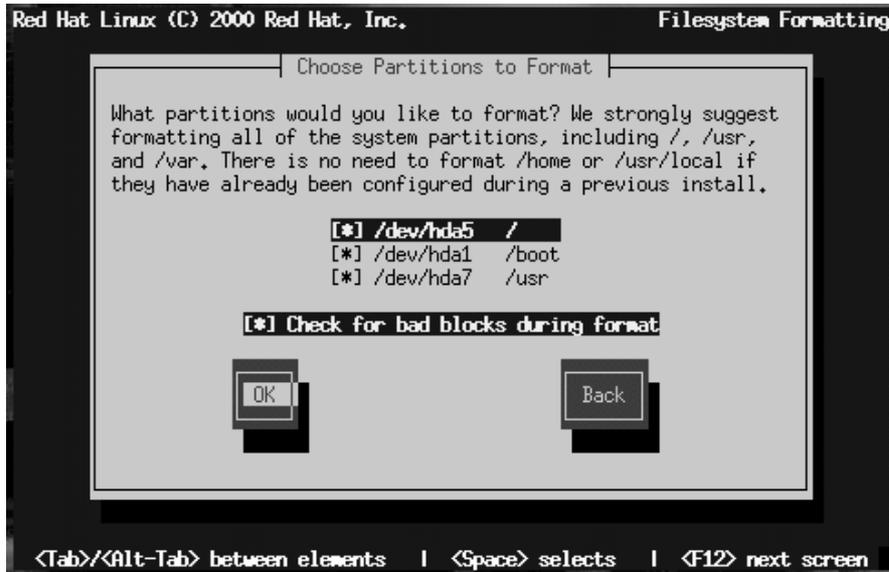 Red Hat Linux (C) 2000 Red Hat, Inc. Filesystem Formatting
Choose Partitions to Format
What partitions would you like to format? We strongly suggest
formatting all of the system partitions, including /, /usr,
and /var. There is no need to format /home or /usr/local if
they have already been configured during a previous install.
[*] /dev/hda5 /
[*] /dev/hda1 /boot
[*] /dev/hda7 /usr
[*] Check for bad blocks during format
OK Back
<Tab>/<Alt-Tab> between elements | <Space> selects | <F12> next screen